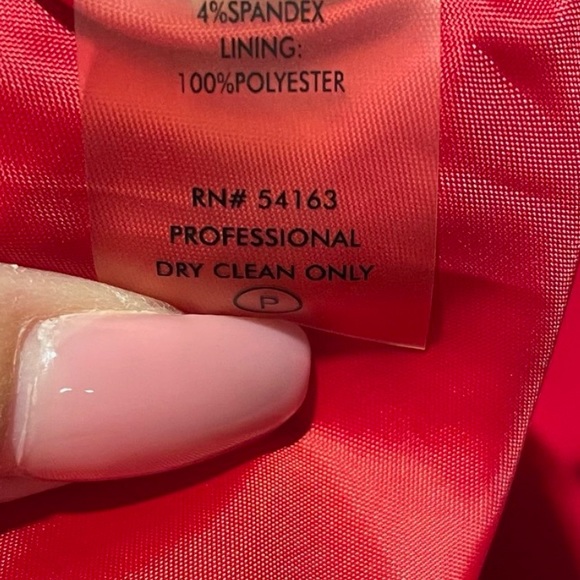 4%SPANDEX
LINING:
100%POLYESTER
RN# 54163
PROFESSIONAL
DRY CLEAN ONLY
P